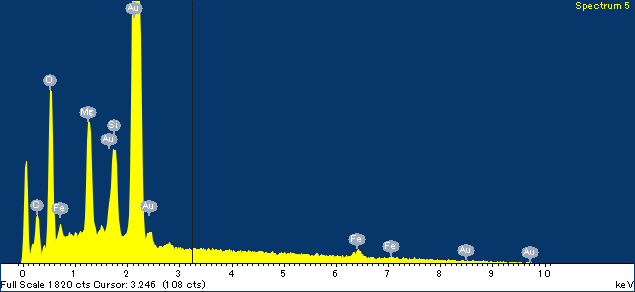 Spectrum 5
Au
O
Mg
Si
Au
Au
Fe
Fe
Fe
Au
Au
0 1 2 3 4 5 6 7 8 9 10
Full Scale 1820 cts Cursor: 3.246 (108 cts) keV